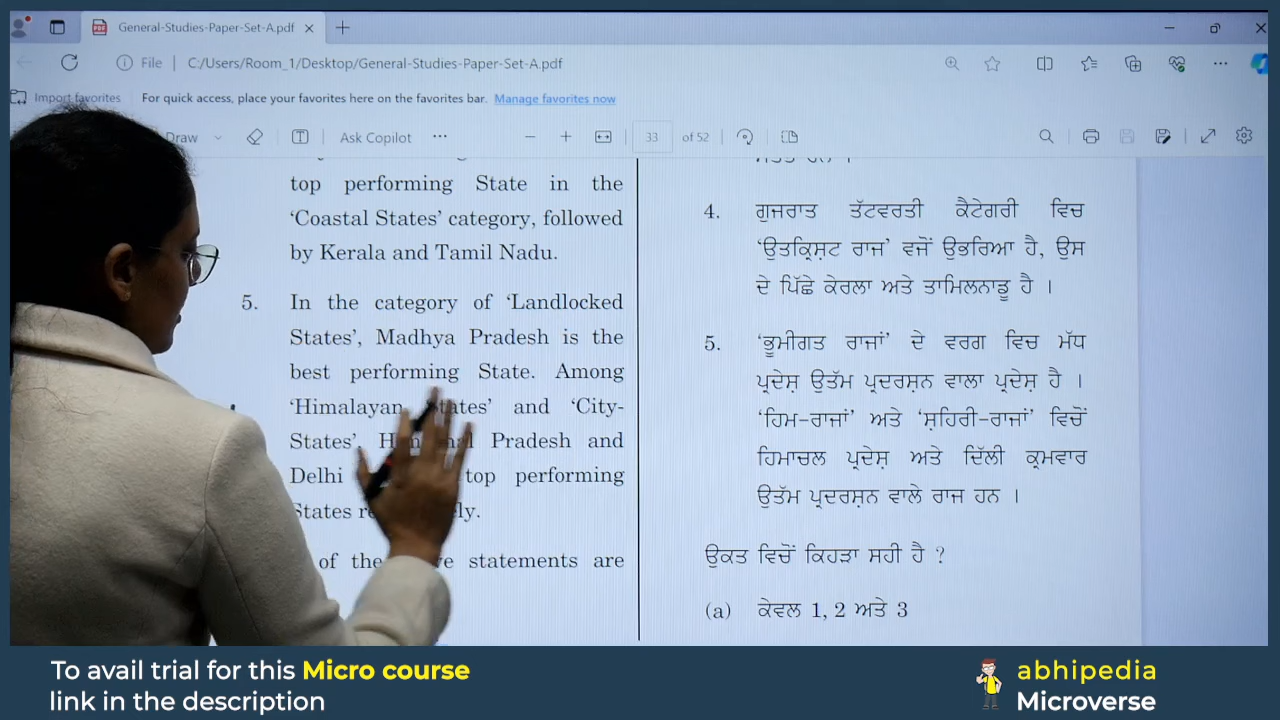 General-Studies-Paper-Set-A.pdf
File C:/Users/Room_1/Desktop/General-Studies-Paper-Set-A.pdf
Import favorites For quick access, place your favorites here on the favorites bar. Manage favorites now
Draw Ask Copilot 33 of 52
top performing State in the
'Coastal States' category, followed
by Kerala and Tamil Nadu.
5. In the category of 'Landlocked
States', Madhya Pradesh is the
best performing State. Among
'Himalayan States' and 'City-
States', Pradesh and
Delhi top performing
States
of the statements are
4. ਗੁਜਰਾਤ ਤੱਟਵਰਤੀ ਕੈਟੇਗਰੀ ਵਿਚ
'ਉਤਕ੍ਰਿਸ਼ਟ ਰਾਜ' ਵਜੋਂ ਉਭਰਿਆ ਹੈ, ਉਸ
ਦੇ ਪਿੱਛੇ ਕੇਰਲਾ ਅਤੇ ਤਾਮਿਲਨਾਡੂ ਹੈ ।
5. 'ਭੂਮੀਗਤ ਰਾਜਾਂ' ਦੇ ਵਰਗ ਵਿਚ ਮੱਧ
ਪ੍ਰਦੇਸ਼ ਉਤੱਮ ਪ੍ਰਦਰਸ਼ਨ ਵਾਲਾ ਪ੍ਰਦੇਸ਼ ਹੈ ।
'ਹਿਮ-ਰਾਜਾਂ' ਅਤੇ 'ਸ਼ਹਿਰੀ-ਰਾਜਾਂ' ਵਿਚੋਂ
ਹਿਮਾਚਲ ਪ੍ਰਦੇਸ਼ ਅਤੇ ਦਿੱਲੀ ਕ੍ਰਮਵਾਰ
ਉਤੱਮ ਪ੍ਰਦਰਸ਼ਨ ਵਾਲੇ ਰਾਜ ਹਨ ।
ਉਕਤ ਵਿਚੋਂ ਕਿਹੜਾ ਸਹੀ ਹੈ ?
(a) ਕੇਵਲ 1, 2 ਅਤੇ 3
To avail trial for this Micro course
link in the description
abhipedia
Microverse